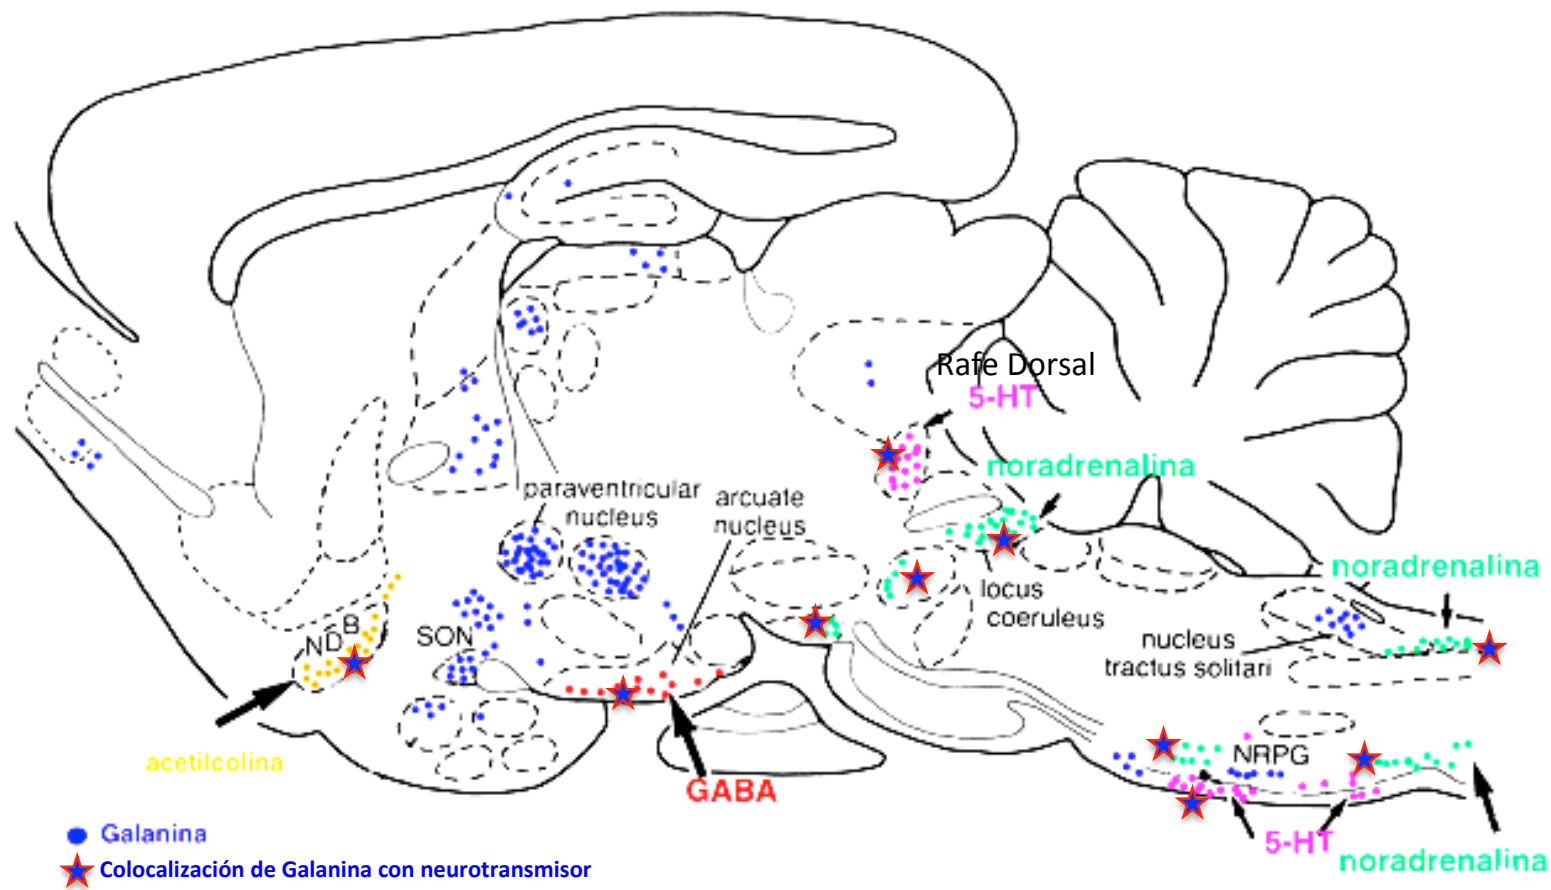 Rafe Dorsal
5-HT
noradrenalina
paraventricular
nucleus
arcuate
nucleus
locus
coeruleus
noradrenalina
NDB
SON
nucleus
tractus solitari
acetilcolina
GABA
NRPG
5-HT
noradrenalina
Galanina
Colocalización de Galanina con neurotransmisor